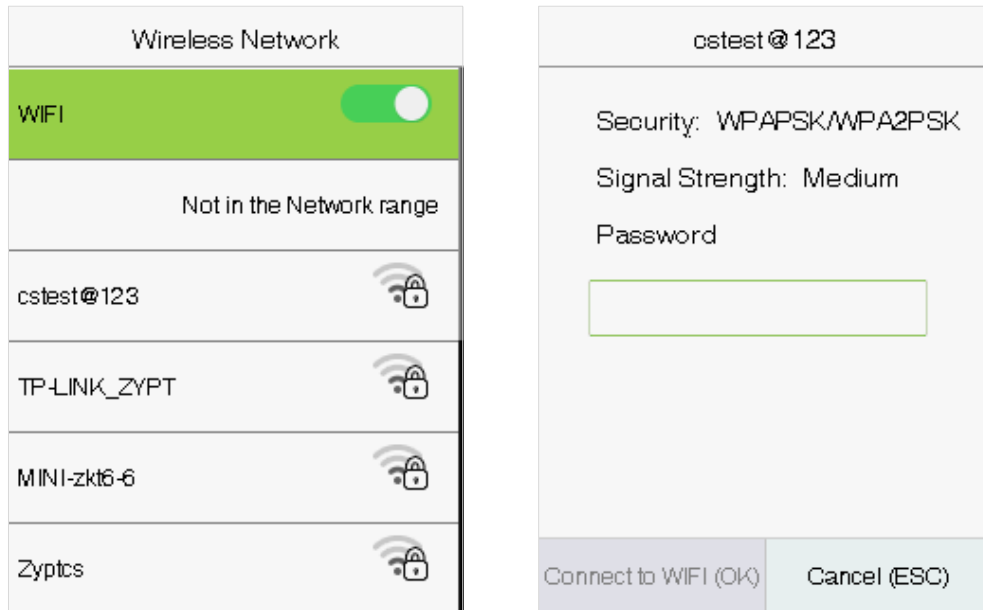 Wireless Network
WIFI
Not in the Network range
cstest@123
TP-LINK_ZYPT
MINI-zkt6-6
Zyptcs
cstest@123
Security: WPAPSK/WPA2PSK
Signal Strength: Medium
Password
Connect to WIFI (OK)
Cancel (ESC)